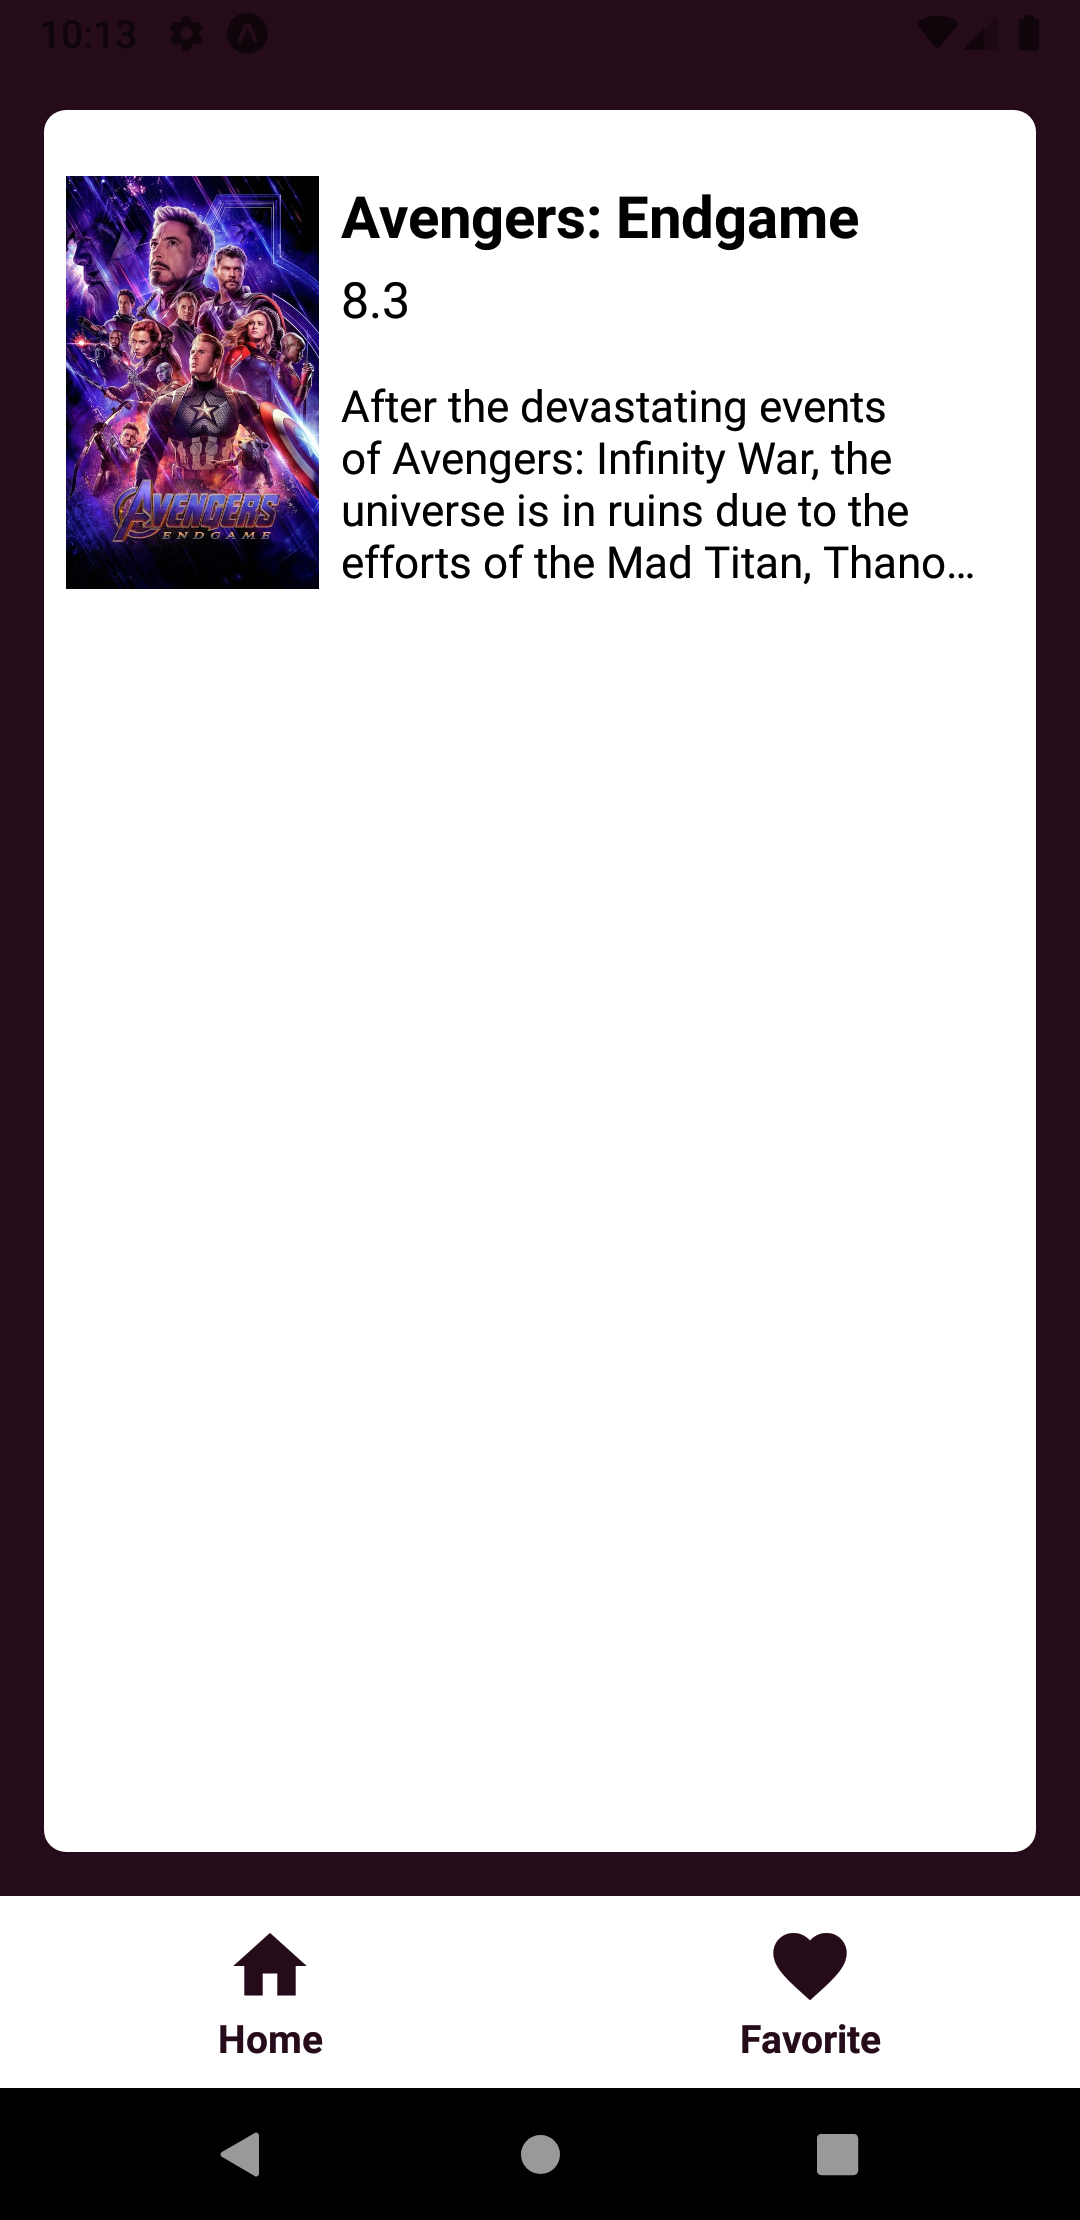 10:13
Avengers: Endgame
8.3
After the devastating events
of Avengers: Infinity War, the
universe is in ruins due to the
efforts of the Mad Titan, Thano…
AVENGERS
ENDGAME
Home
Favorite